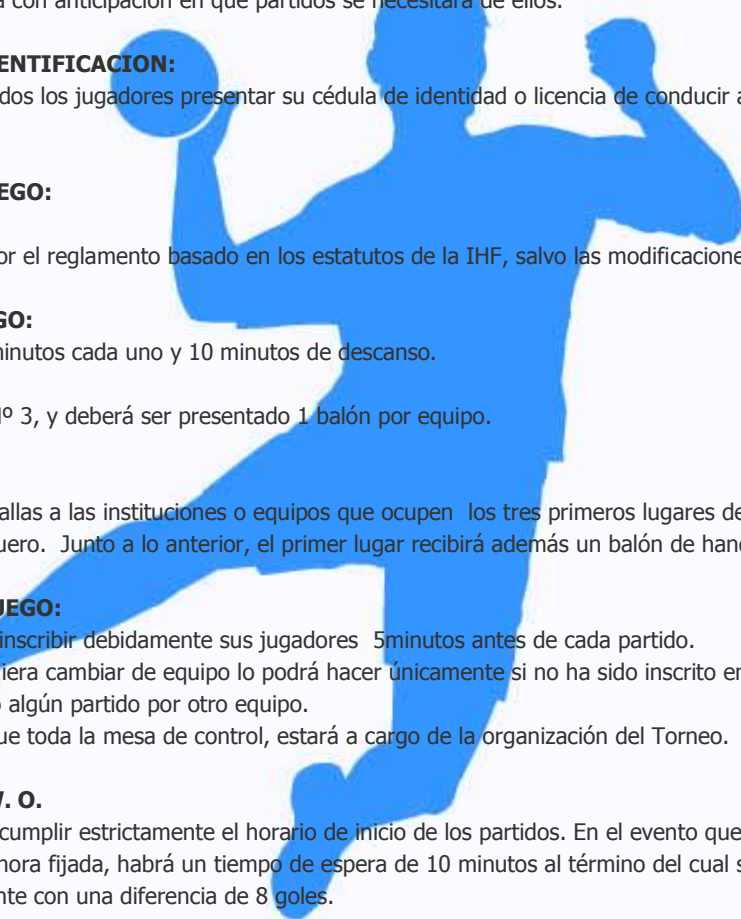 con anticipación en que partidos se necesitará de ellos.
ENTIFICACION:
dos los jugadores presentar su cédula de identidad o licencia de conducir a
EGO:
or el reglamento basado en los estatutos de la IHF, salvo las modificacione
GO:
minutos cada uno y 10 minutos de descanso.
Nº 3, y deberá ser presentado 1 balón por equipo.
allas a las instituciones o equipos que ocupen los tres primeros lugares de
uero. Junto a lo anterior, el primer lugar recibirá además un balón de han
UEGO:
inscribir debidamente sus jugadores 5minutos antes de cada partido.
iera cambiar de equipo lo podrá hacer únicamente si no ha sido inscrito en
algún partido por otro equipo.
ue toda la mesa de control, estará a cargo de la organización del Torneo.
W. O.
cumplir estrictamente el horario de inicio de los partidos. En el evento que
hora fijada, habrá un tiempo de espera de 10 minutos al término del cual s
nte con una diferencia de 8 goles.